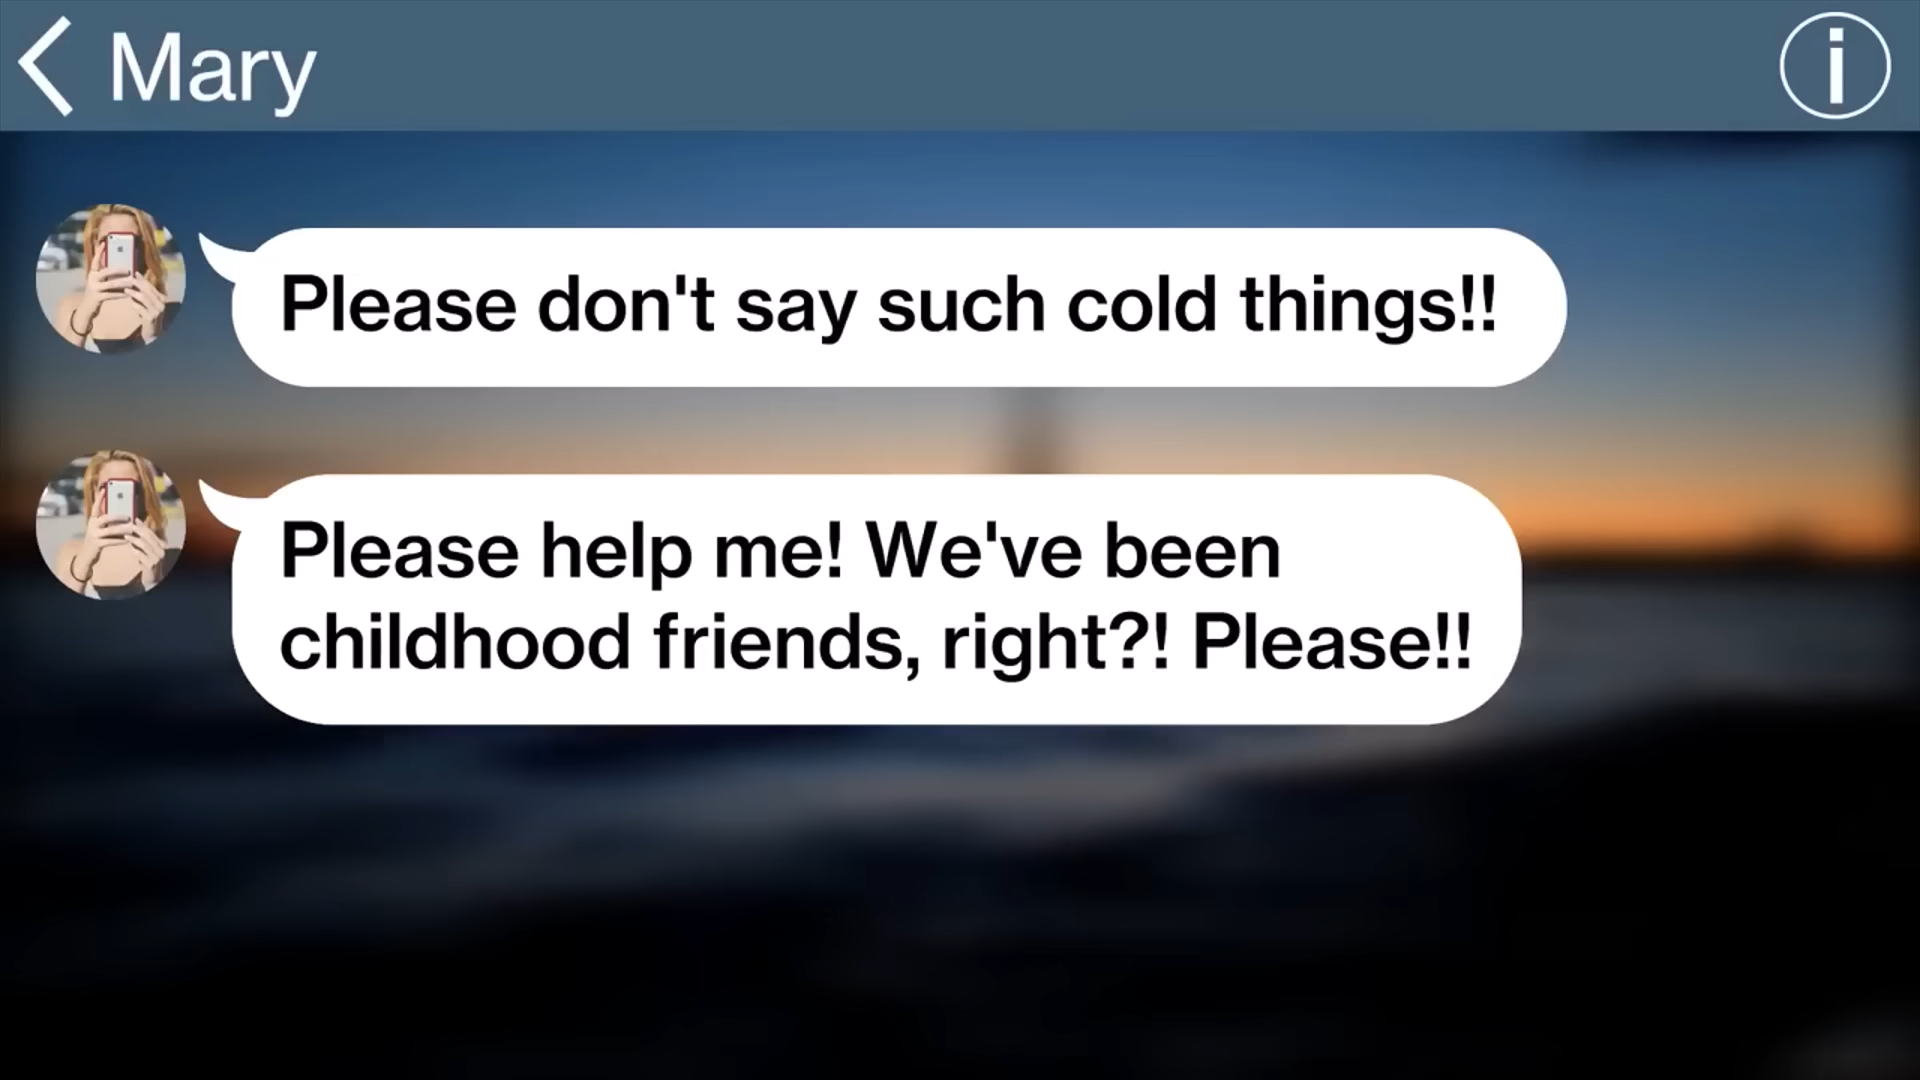 Mary
Please don't say such cold things!!
Please help me! We've been
childhood friends, right?! Please!!